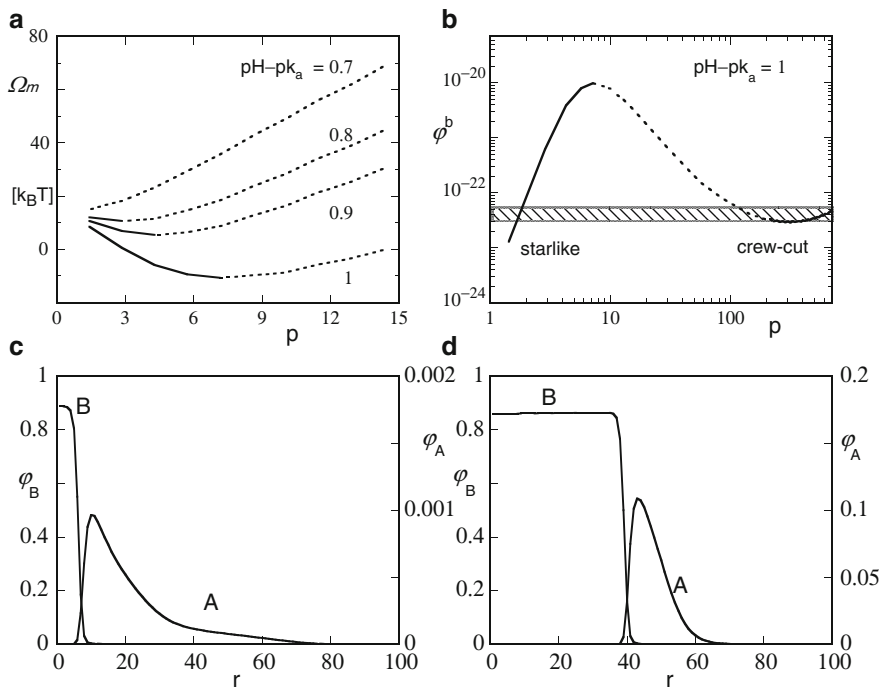 a
80
Ωm
60
40
20
[kBT]
0
0 3 6 9 12 15
p
pH–pka = 0.7
0.8
0.9
1
b
10⁻²⁰
φᵇ
10⁻²²
10⁻²⁴
1 10 100
p
pH–pka = 1
starlike
crew-cut
c
1
0.8
φB
0.6
0.4
0.2
0
0 20 40 60 80 100
r
0.002
φA
0.001
0
B
A
d
1
0.8
φB
0.6
0.4
0.2
0
0 20 40 60 80 100
r
0.2
φA
0.15
0.1
0.05
0
B
A